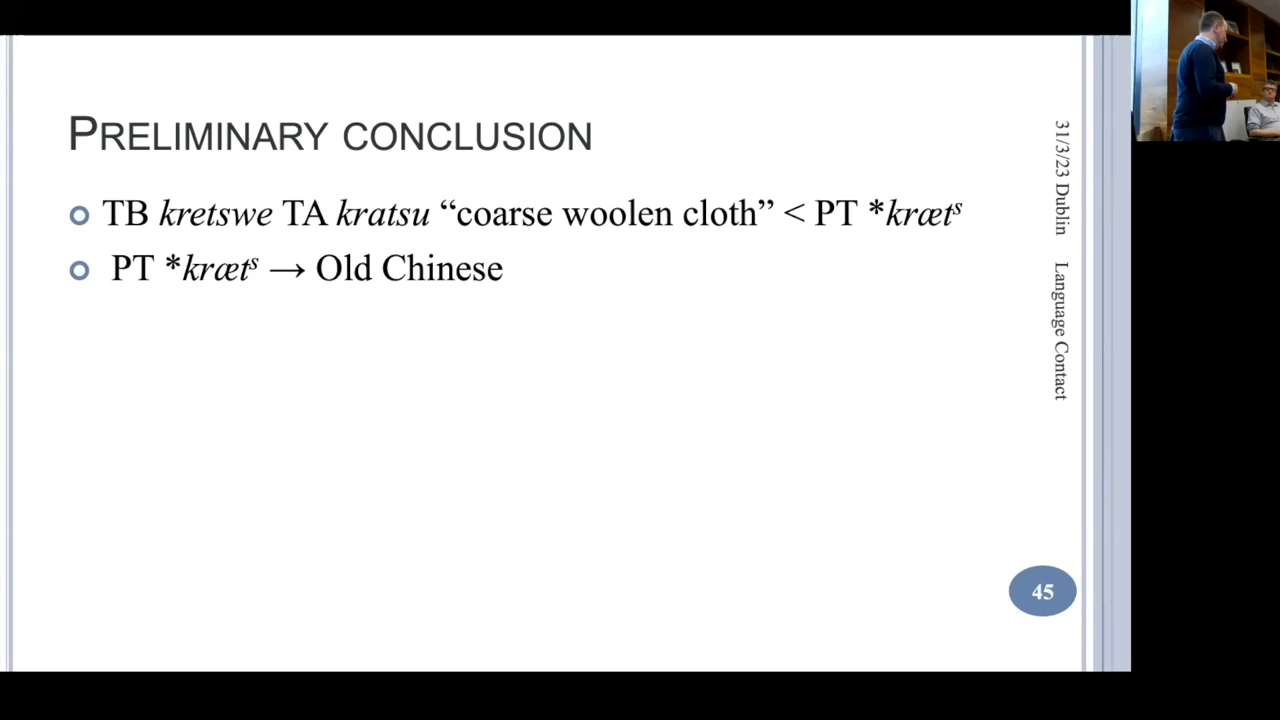 PRELIMINARY CONCLUSION
TB kretswe TA kratsu “coarse woolen cloth” < PT *krætˢ
PT *krætˢ → Old Chinese
31/3/23 Dublin Language Contact
45